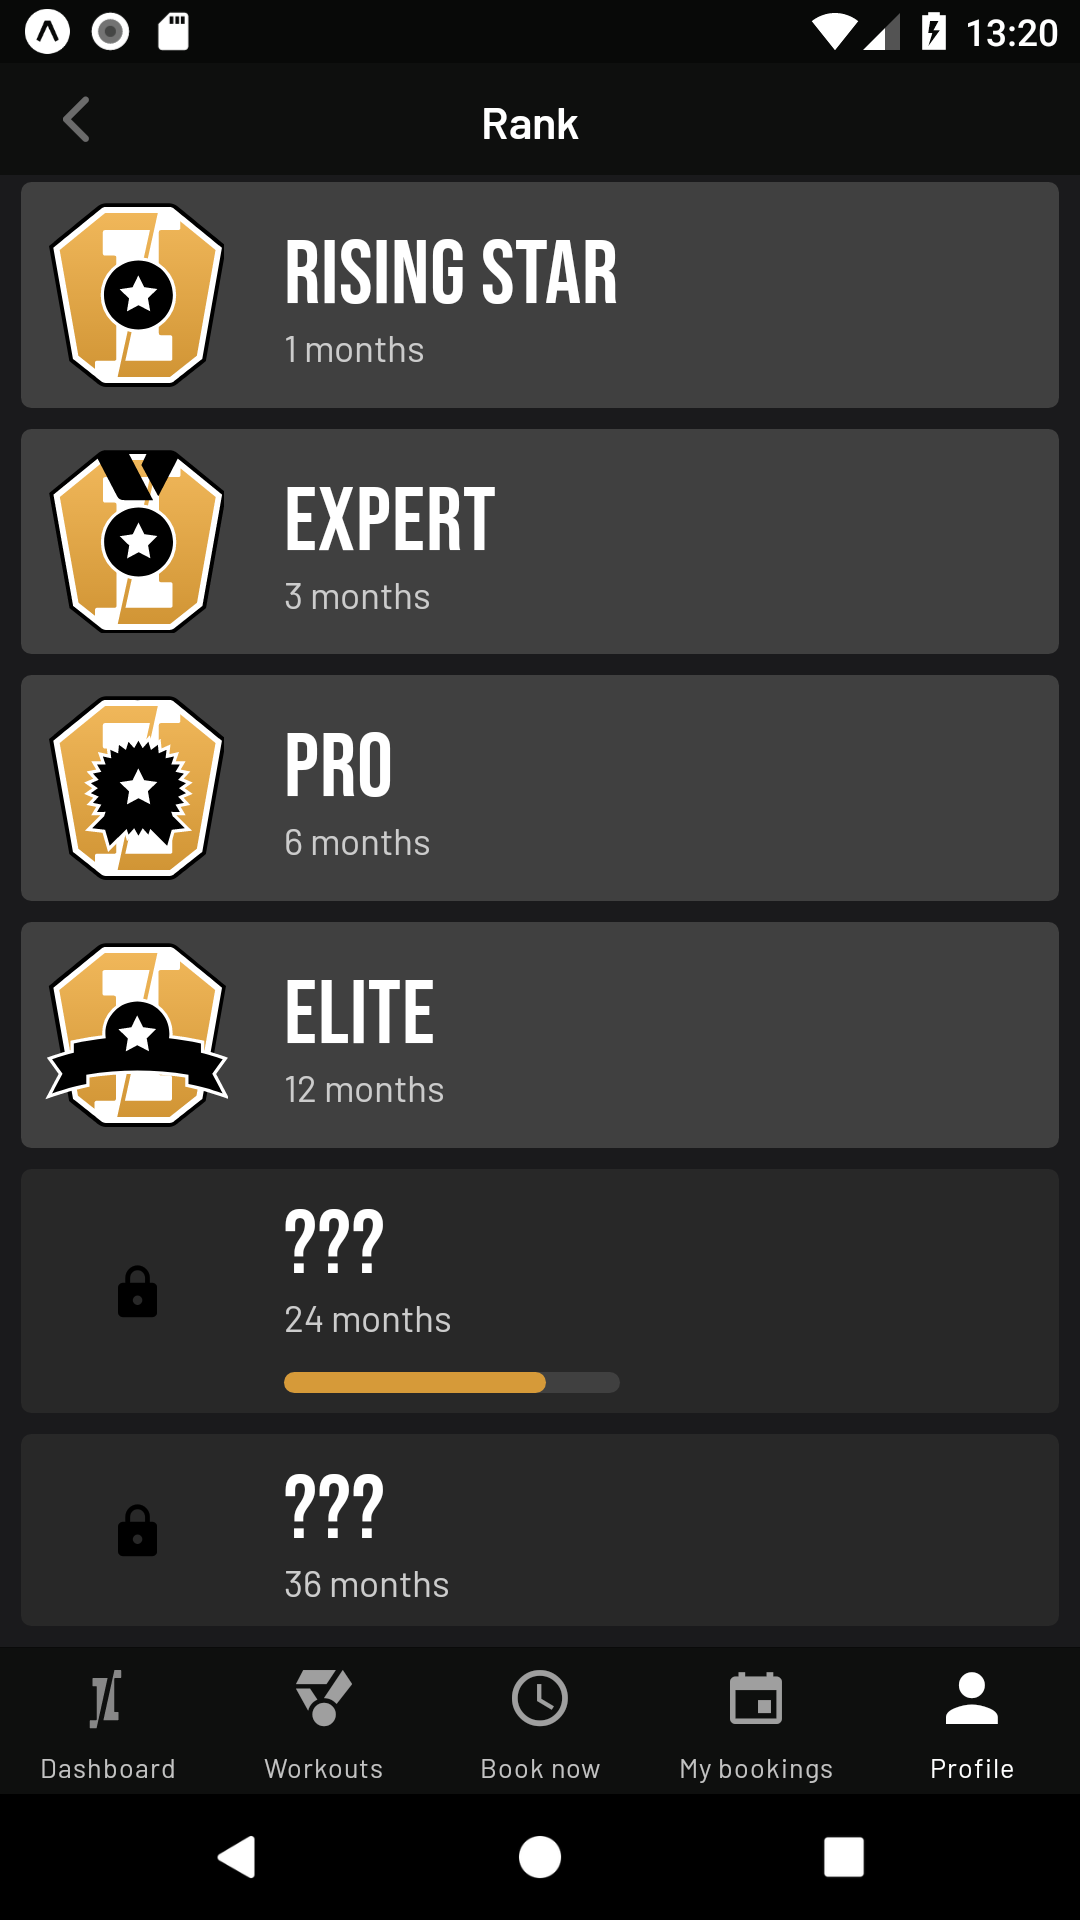 13:20
Rank
RISING STAR
1 months
EXPERT
3 months
PRO
6 months
ELITE
12 months
???
24 months
???
36 months
Dashboard
Workouts
Book now
My bookings
Profile